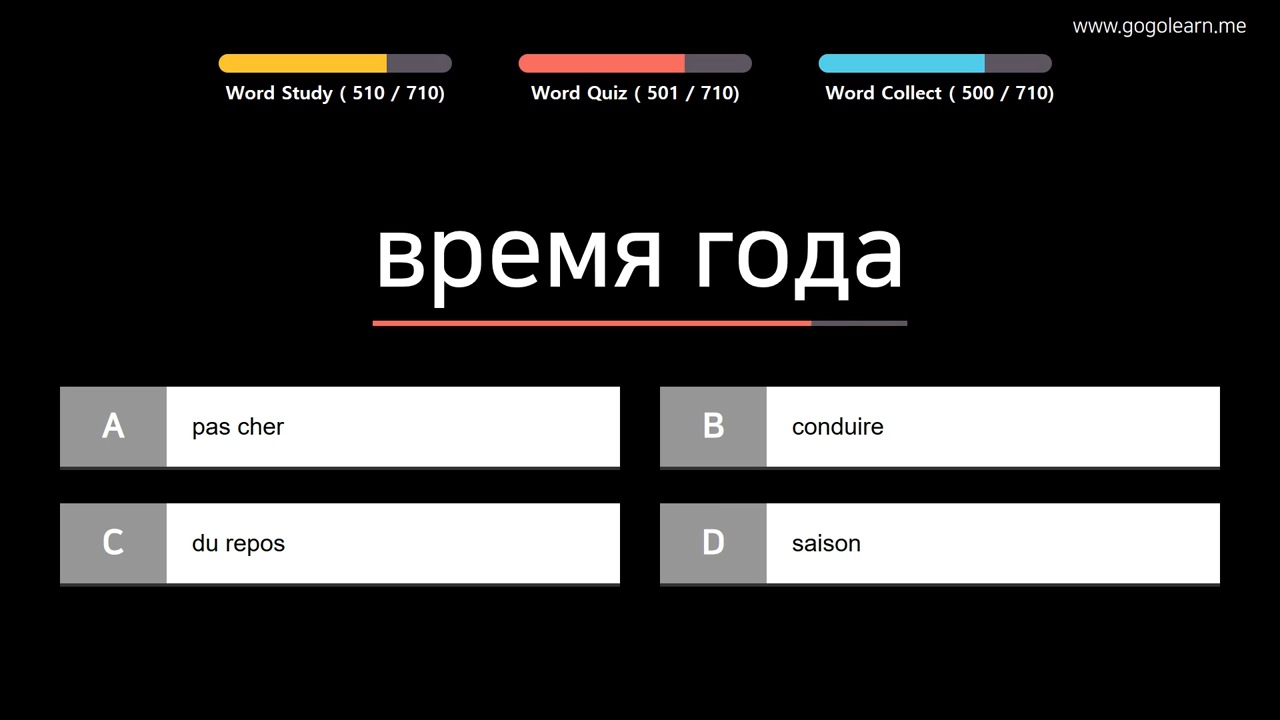 www.gogolearn.me
Word Study ( 510 / 710)
Word Quiz ( 501 / 710)
Word Collect ( 500 / 710)
время года
A pas cher
B conduire
C du repos
D saison